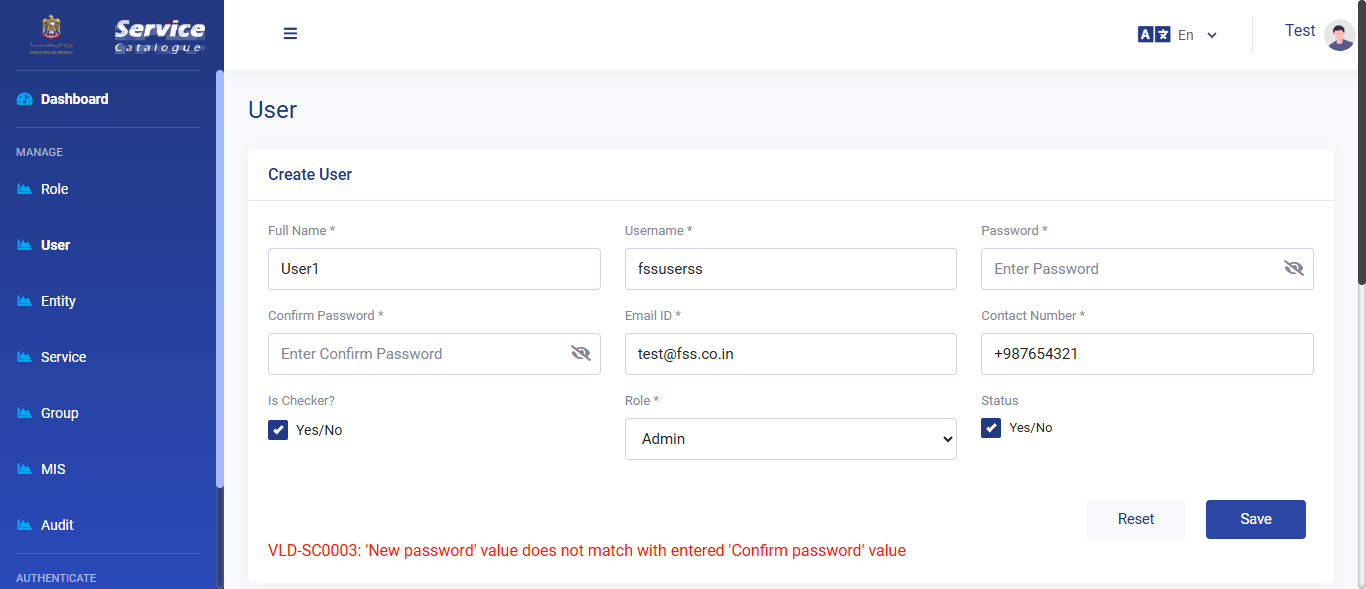 Service
Catalogue
MINISTRY OF SPORTS
En
Test
Dashboard
MANAGE
Role
User
Entity
Service
Group
MIS
Audit
AUTHENTICATE
User
Create User
Full Name *
Username *
Password *
User1
fssuserss
Enter Password
Confirm Password *
Email ID *
Contact Number *
Enter Confirm Password
test@fss.co.in
+987654321
Is Checker?
Role *
Status
Yes/No
Admin
Yes/No
Reset
Save
VLD-SC0003: 'New password' value does not match with entered 'Confirm password' value